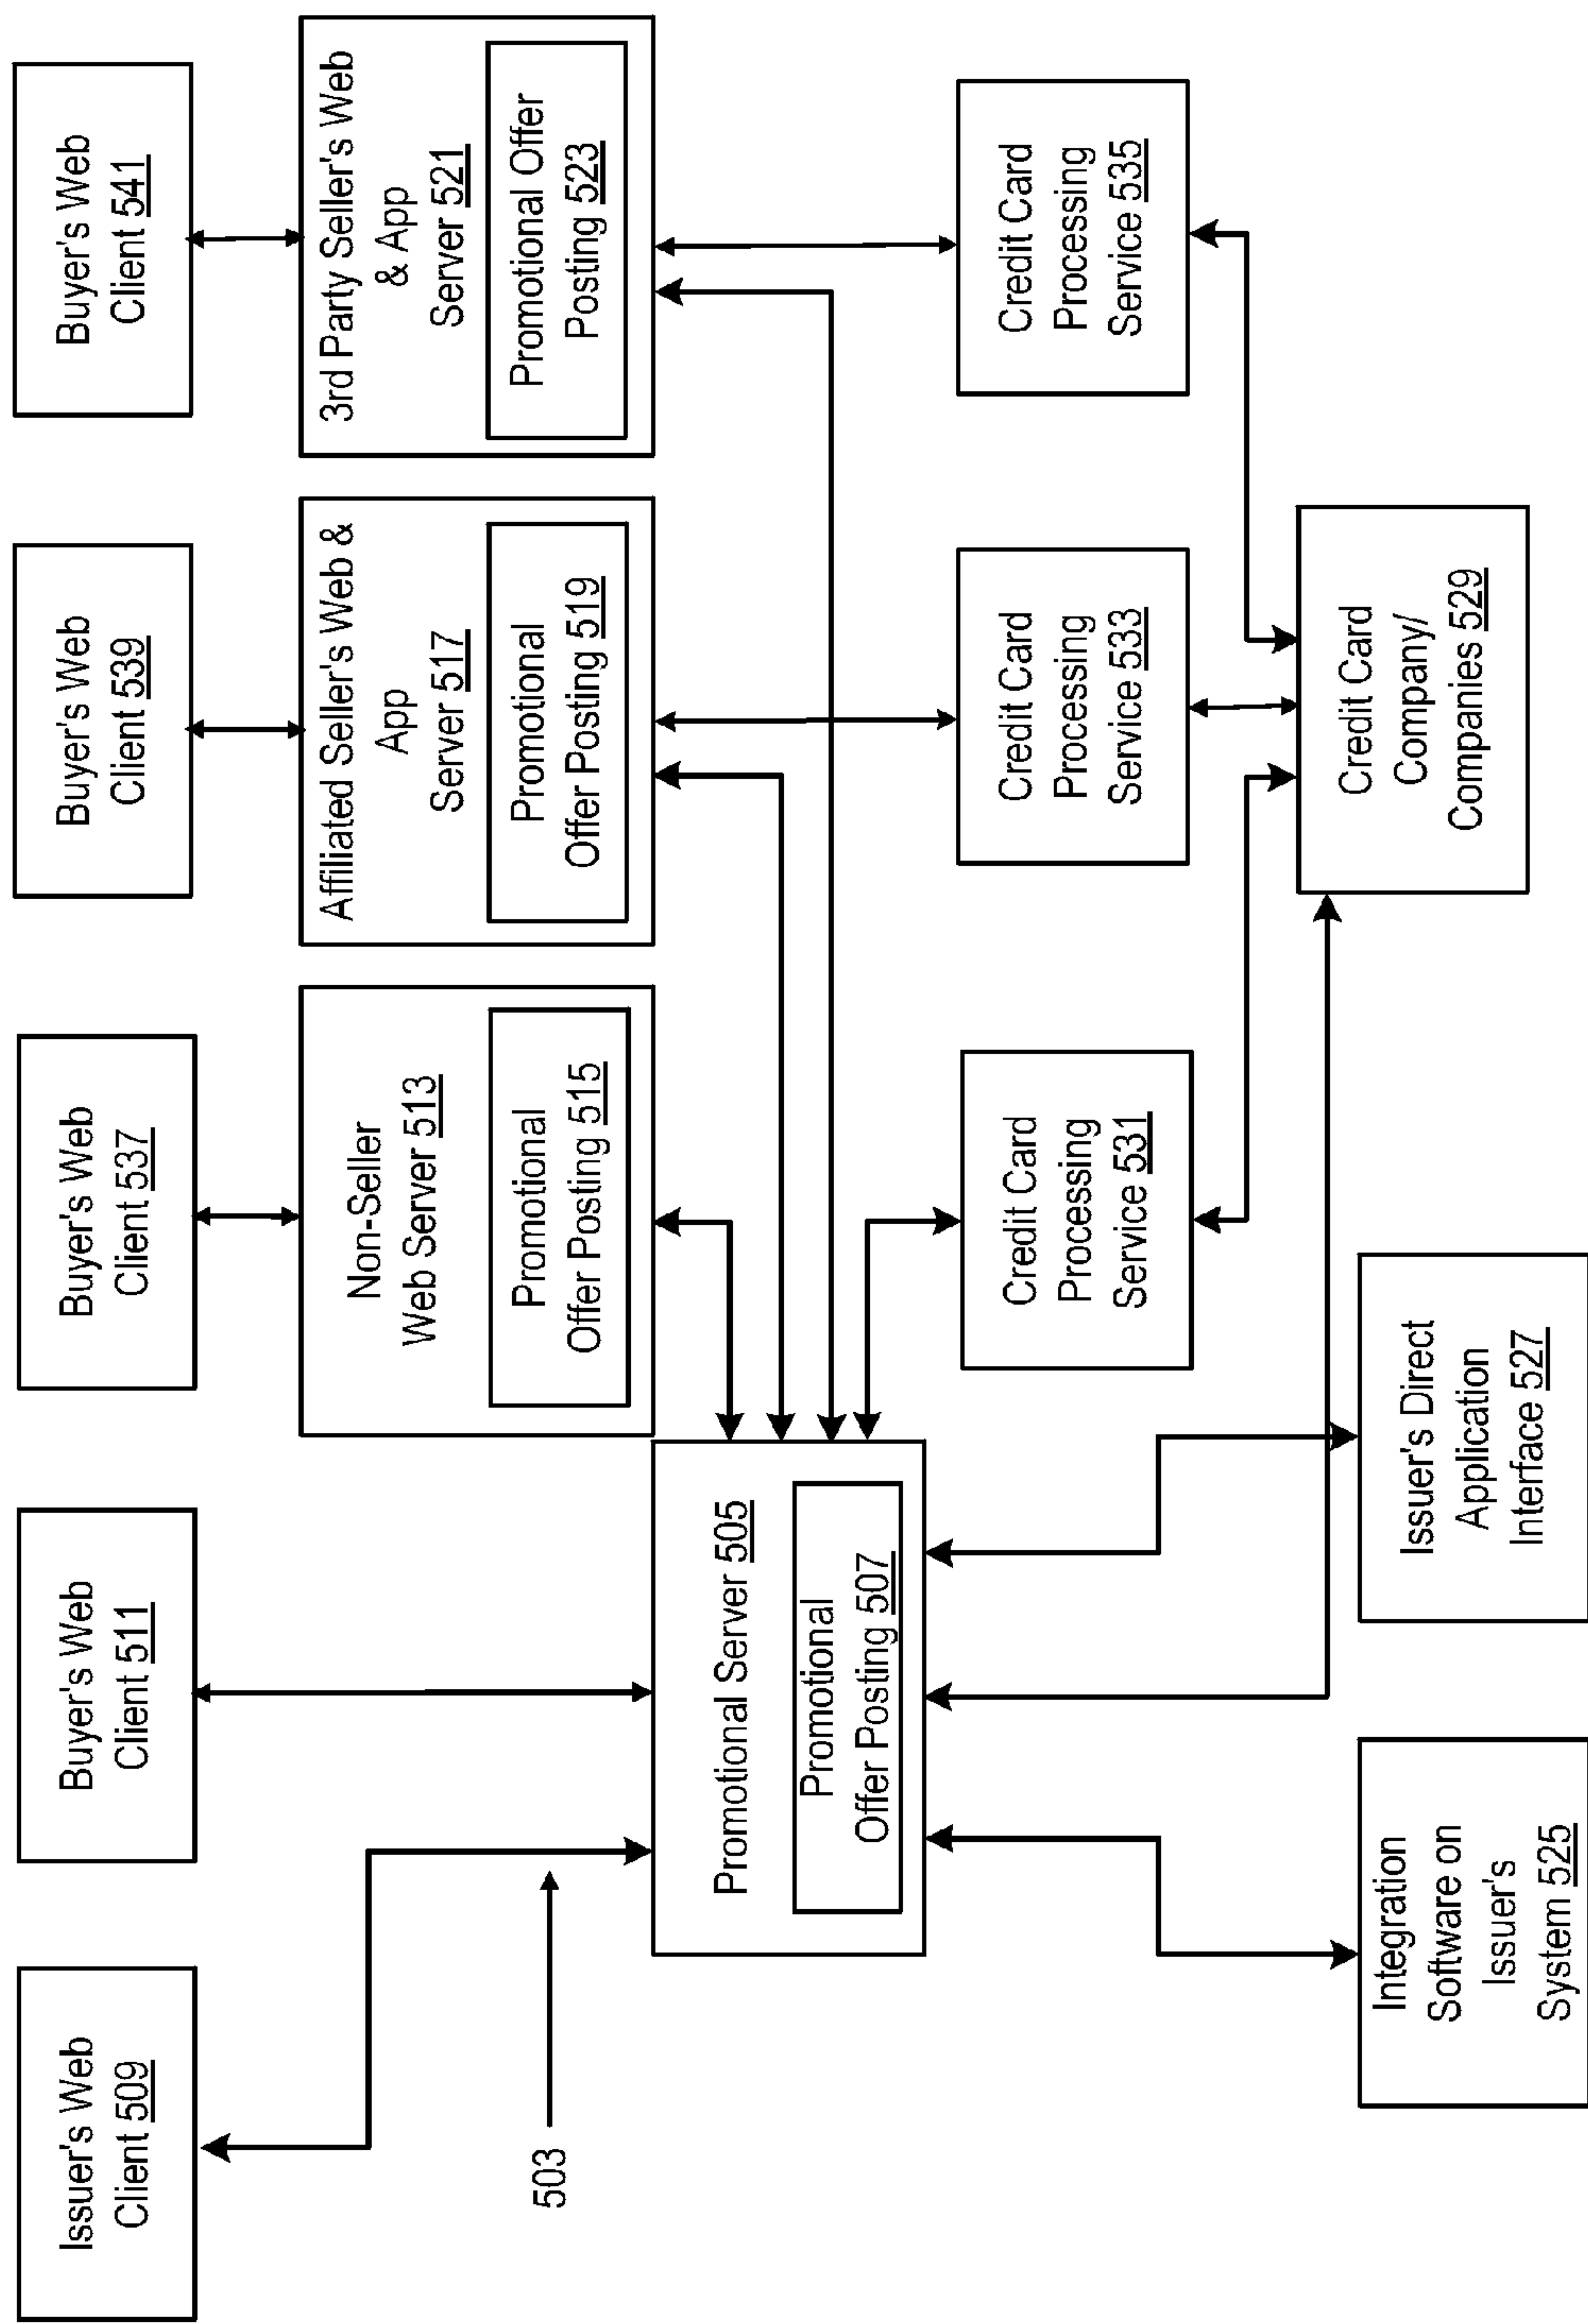 Issuer's Web
Client 509
Buyer's Web
Client 511
Buyer's Web
Client 537
Buyer's Web
Client 539
Buyer's Web
Client 541
503
Promotional Server 505
Promotional
Offer Posting 507
Non-Seller
Web Server 513
Promotional
Offer Posting 515
Affiliated Seller's Web &
App
Server 517
Promotional
Offer Posting 519
3rd Party Seller's Web
& App
Server 521
Promotional Offer
Posting 523
Credit Card
Processing
Service 531
Credit Card
Processing
Service 533
Credit Card
Processing
Service 535
Integration
Software on
Issuer's
System 525
Issuer's Direct
Application
Interface 527
Credit Card
Company/
Companies 529